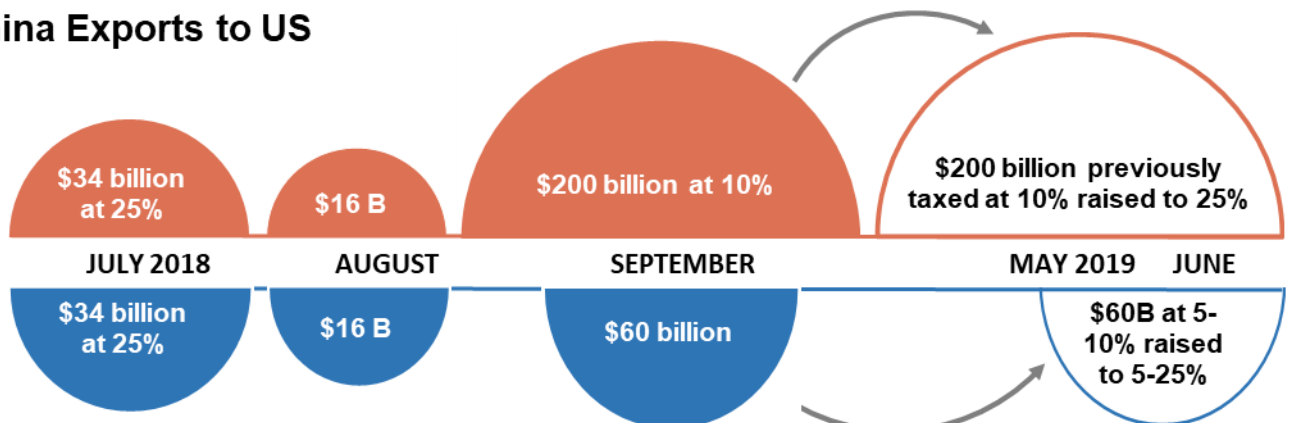 ina Exports to US
$34 billion
at 25%
$16 B
$200 billion at 10%
$200 billion previously
taxed at 10% raised to 25%
JULY 2018
AUGUST
SEPTEMBER
MAY 2019
JUNE
$34 billion
at 25%
$16 B
$60 billion
$60B at 5-
10% raised
to 5-25%